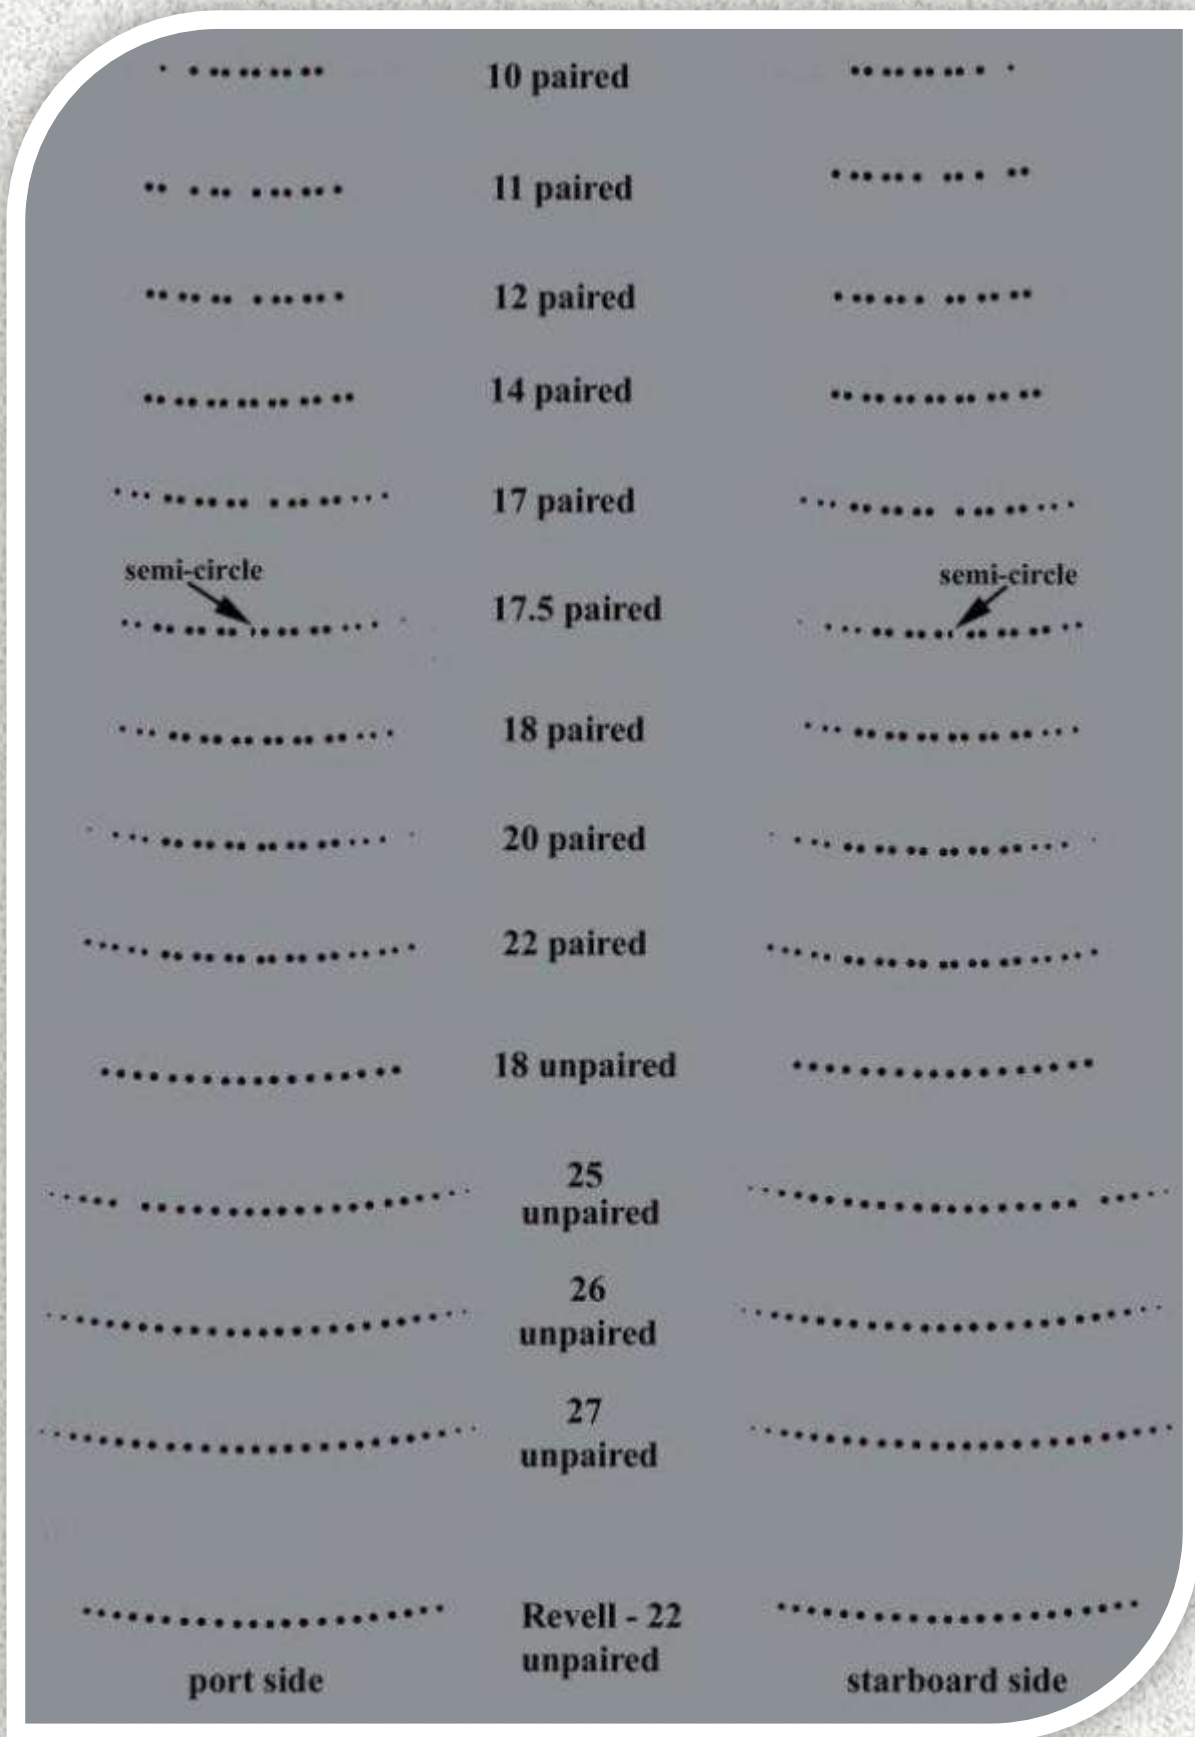 10 paired
11 paired
12 paired
14 paired
17 paired
semi-circle
semi-circle
17.5 paired
18 paired
20 paired
22 paired
18 unpaired
25
unpaired
26
unpaired
27
unpaired
Revell - 22
unpaired
port side
starboard side